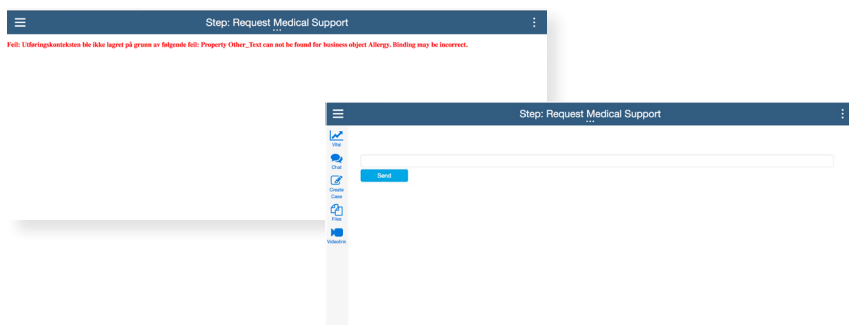 Step: Request Medical Support
Feil: Utføringskonteksten ble ikke lagret på grunn av følgende feil: Property Other_Text can not be found for business object Allergy. Binding may be incorrect.
Step: Request Medical Support
Vital
Chat
Create
Case
Files
Videolink
Send